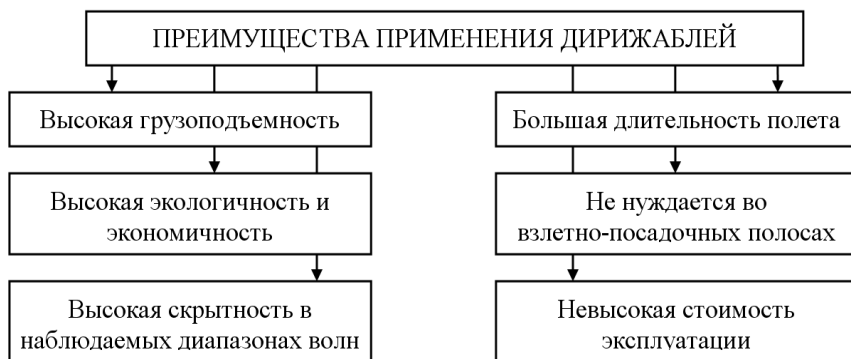 ПРЕИМУЩЕСТВА ПРИМЕНЕНИЯ ДИРИЖАБЛЕЙ
Высокая грузоподъемность
Большая длительность полета
Высокая экологичность и
экономичность
Не нуждается во
взлетно-посадочных полосах
Высокая скрытность в
наблюдаемых диапазонах волн
Невысокая стоимость
эксплуатации